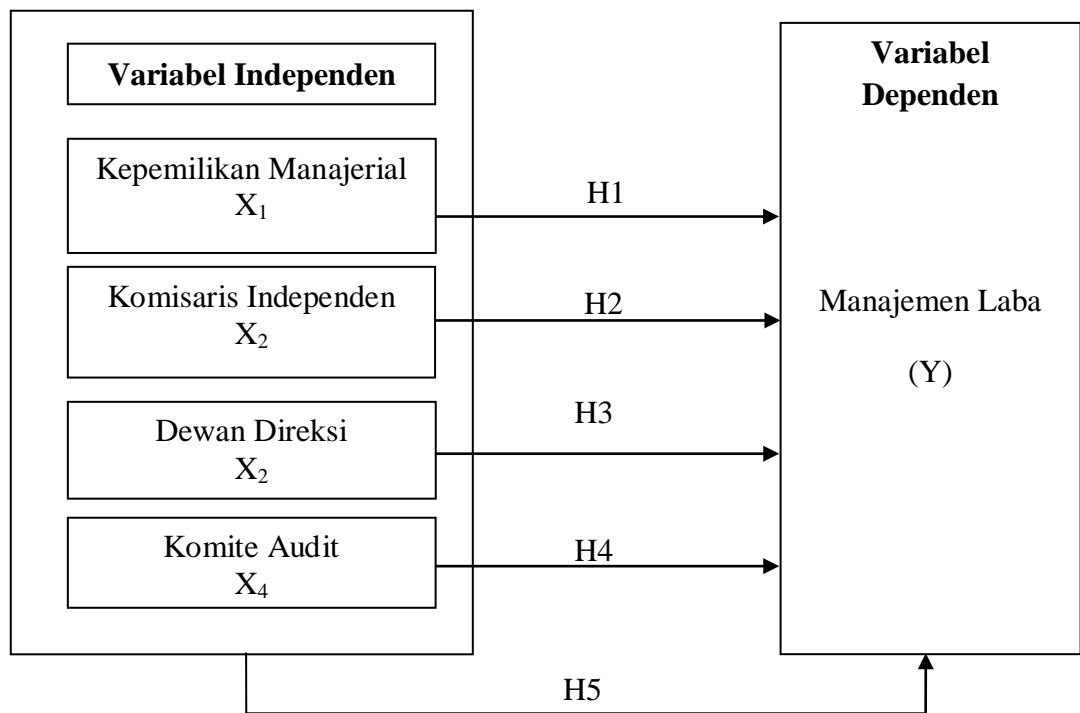 Variabel Independen
Kepemilikan Manajerial
X₁
Komisaris Independen
X₂
Dewan Direksi
X₂
Komite Audit
X₄
H1
H2
H3
H4
H5
Variabel
Dependen
Manajemen Laba
(Y)